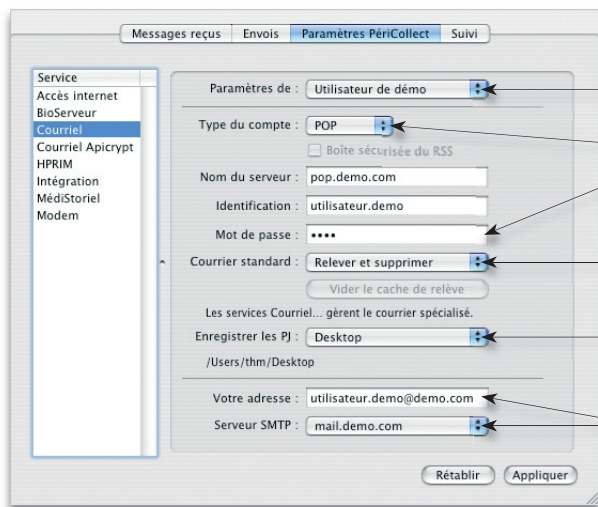 Messages reçus Envois Paramètres PériCollect Suivi
Service
Accès internet
BioServeur
Courriel
Courriel Apicrypt
HPRIM
Intégration
MédiStoriel
Modem
Paramètres de : Utilisateur de démo
Type du compte : POP
Boîte sécurisée du RSS
Nom du serveur : pop.demo.com
Identification : utilisateur.demo
Mot de passe : ••••
Courrier standard : Relever et supprimer
Vider le cache de relève
Les services Courriel... gèrent le courrier spécialisé.
Enregistrer les PJ : Desktop
/Users/thm/Desktop
Votre adresse : utilisateur.demo@demo.com
Serveur SMTP : mail.demo.com
Rétablir Appliquer